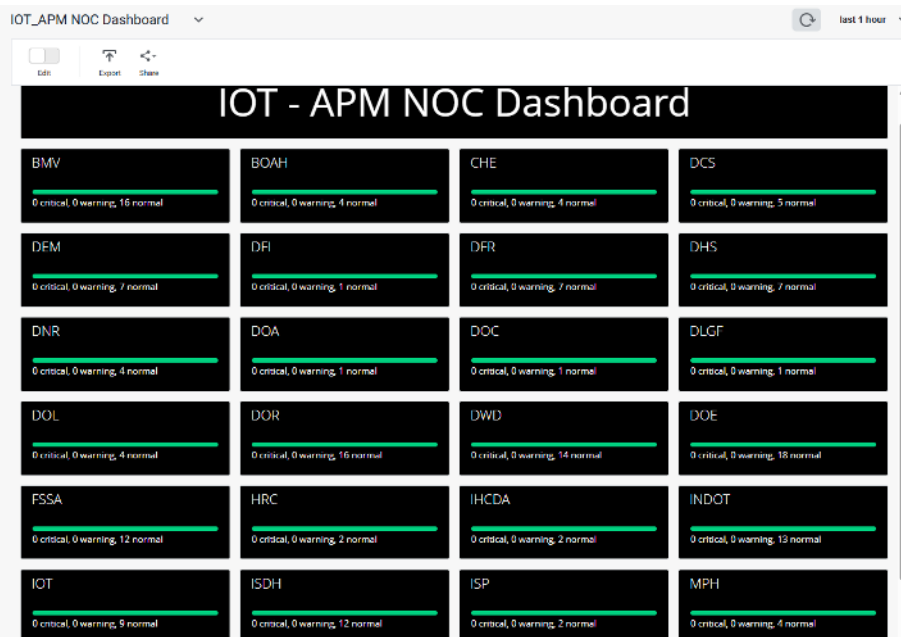 IOT_APM NOC Dashboard
last 1 hour
Edit
Export
Share
IOT - APM NOC Dashboard
BMV
0 critical, 0 warning, 16 normal
BOAH
0 critical, 0 warning, 4 normal
CHE
0 critical, 0 warning, 4 normal
DCS
0 critical, 0 warning, 5 normal
DEM
0 critical, 0 warning, 7 normal
DFI
0 critical, 0 warning, 1 normal
DFR
0 critical, 0 warning, 7 normal
DHS
0 critical, 0 warning, 7 normal
DNR
0 critical, 0 warning, 4 normal
DOA
0 critical, 0 warning, 1 normal
DOC
0 critical, 0 warning, 1 normal
DLGF
0 critical, 0 warning, 1 normal
DOL
0 critical, 0 warning, 4 normal
DOR
0 critical, 0 warning, 16 normal
DWD
0 critical, 0 warning, 14 normal
DOE
0 critical, 0 warning, 18 normal
FSSA
0 critical, 0 warning, 12 normal
HRC
0 critical, 0 warning, 2 normal
IHCDA
0 critical, 0 warning, 2 normal
INDOT
0 critical, 0 warning, 13 normal
IOT
0 critical, 0 warning, 9 normal
ISDH
0 critical, 0 warning, 12 normal
ISP
0 critical, 0 warning, 2 normal
MPH
0 critical, 0 warning, 4 normal